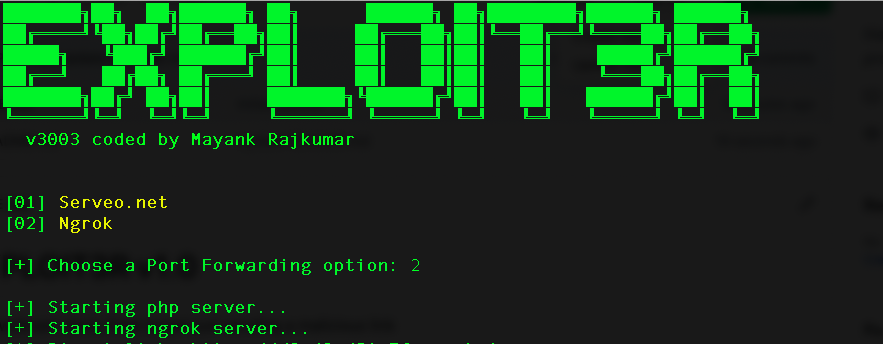 EXPLOIT3R
v3003 coded by Mayank Rajkumar
[01] Serveo.net
[02] Ngrok
[+] Choose a Port Forwarding option: 2
[+] Starting php server...
[+] Starting ngrok server...